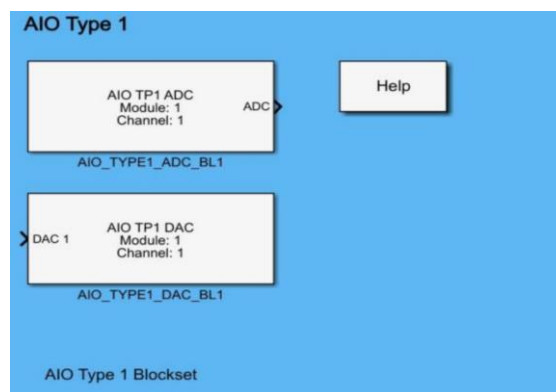 AIO Type 1
AIO TP1 ADC
Module: 1
Channel: 1
ADC
AIO_TYPE1_ADC_BL1
Help
DAC 1
AIO TP1 DAC
Module: 1
Channel: 1
AIO_TYPE1_DAC_BL1
AIO Type 1 Blockset